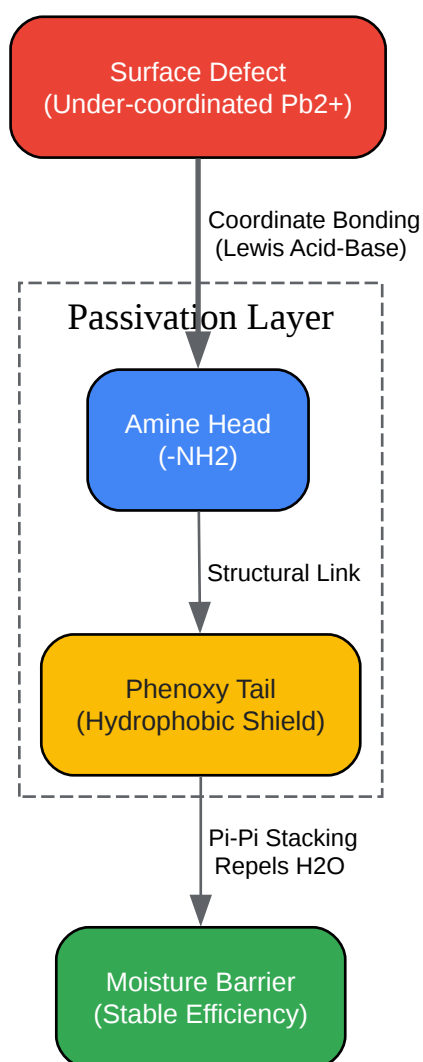 Surface Defect
(Under-coordinated Pb2+)
Coordinate Bonding
(Lewis Acid-Base)
Passivation Layer
Amine Head
(-NH2)
Structural Link
Phenoxy Tail
(Hydrophobic Shield)
Pi-Pi Stacking
Repels H2O
Moisture Barrier
(Stable Efficiency)